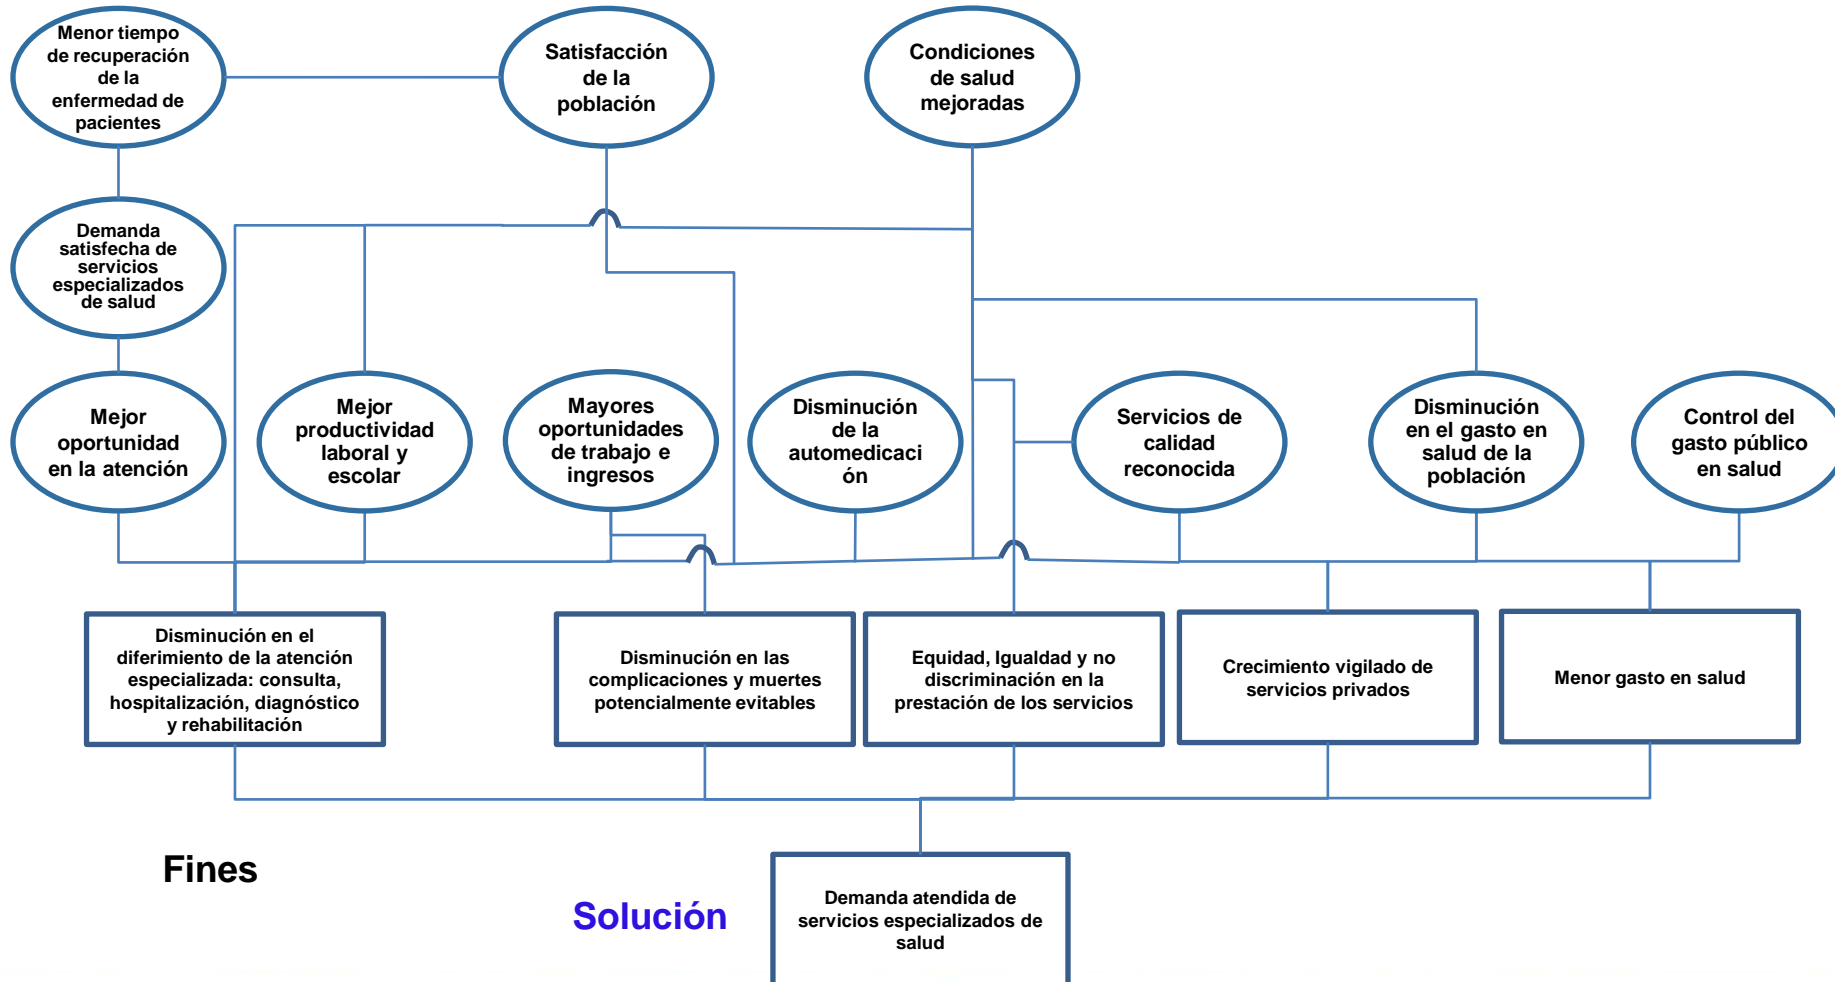 Menor tiempo
de recuperación
de la
enfermedad de
pacientes
Satisfacción
de la
población
Condiciones
de salud
mejoradas
Demanda
satisfecha de
servicios
especializados
de salud
Mejor
oportunidad
en la atención
Mejor
productividad
laboral y
escolar
Mayores
oportunidades
de trabajo e
ingresos
Disminución
de la
automedicaci
ón
Servicios de
calidad
reconocida
Disminución
en el gasto en
salud de la
población
Control del
gasto público
en salud
Disminución en el
diferimiento de la atención
especializada: consulta,
hospitalización, diagnóstico
y rehabilitación
Disminución en las
complicaciones y muertes
potencialmente evitables
Equidad, Igualdad y no
discriminación en la
prestación de los servicios
Crecimiento vigilado de
servicios privados
Menor gasto en salud
Fines
Solución
Demanda atendida de
servicios especializados de
salud